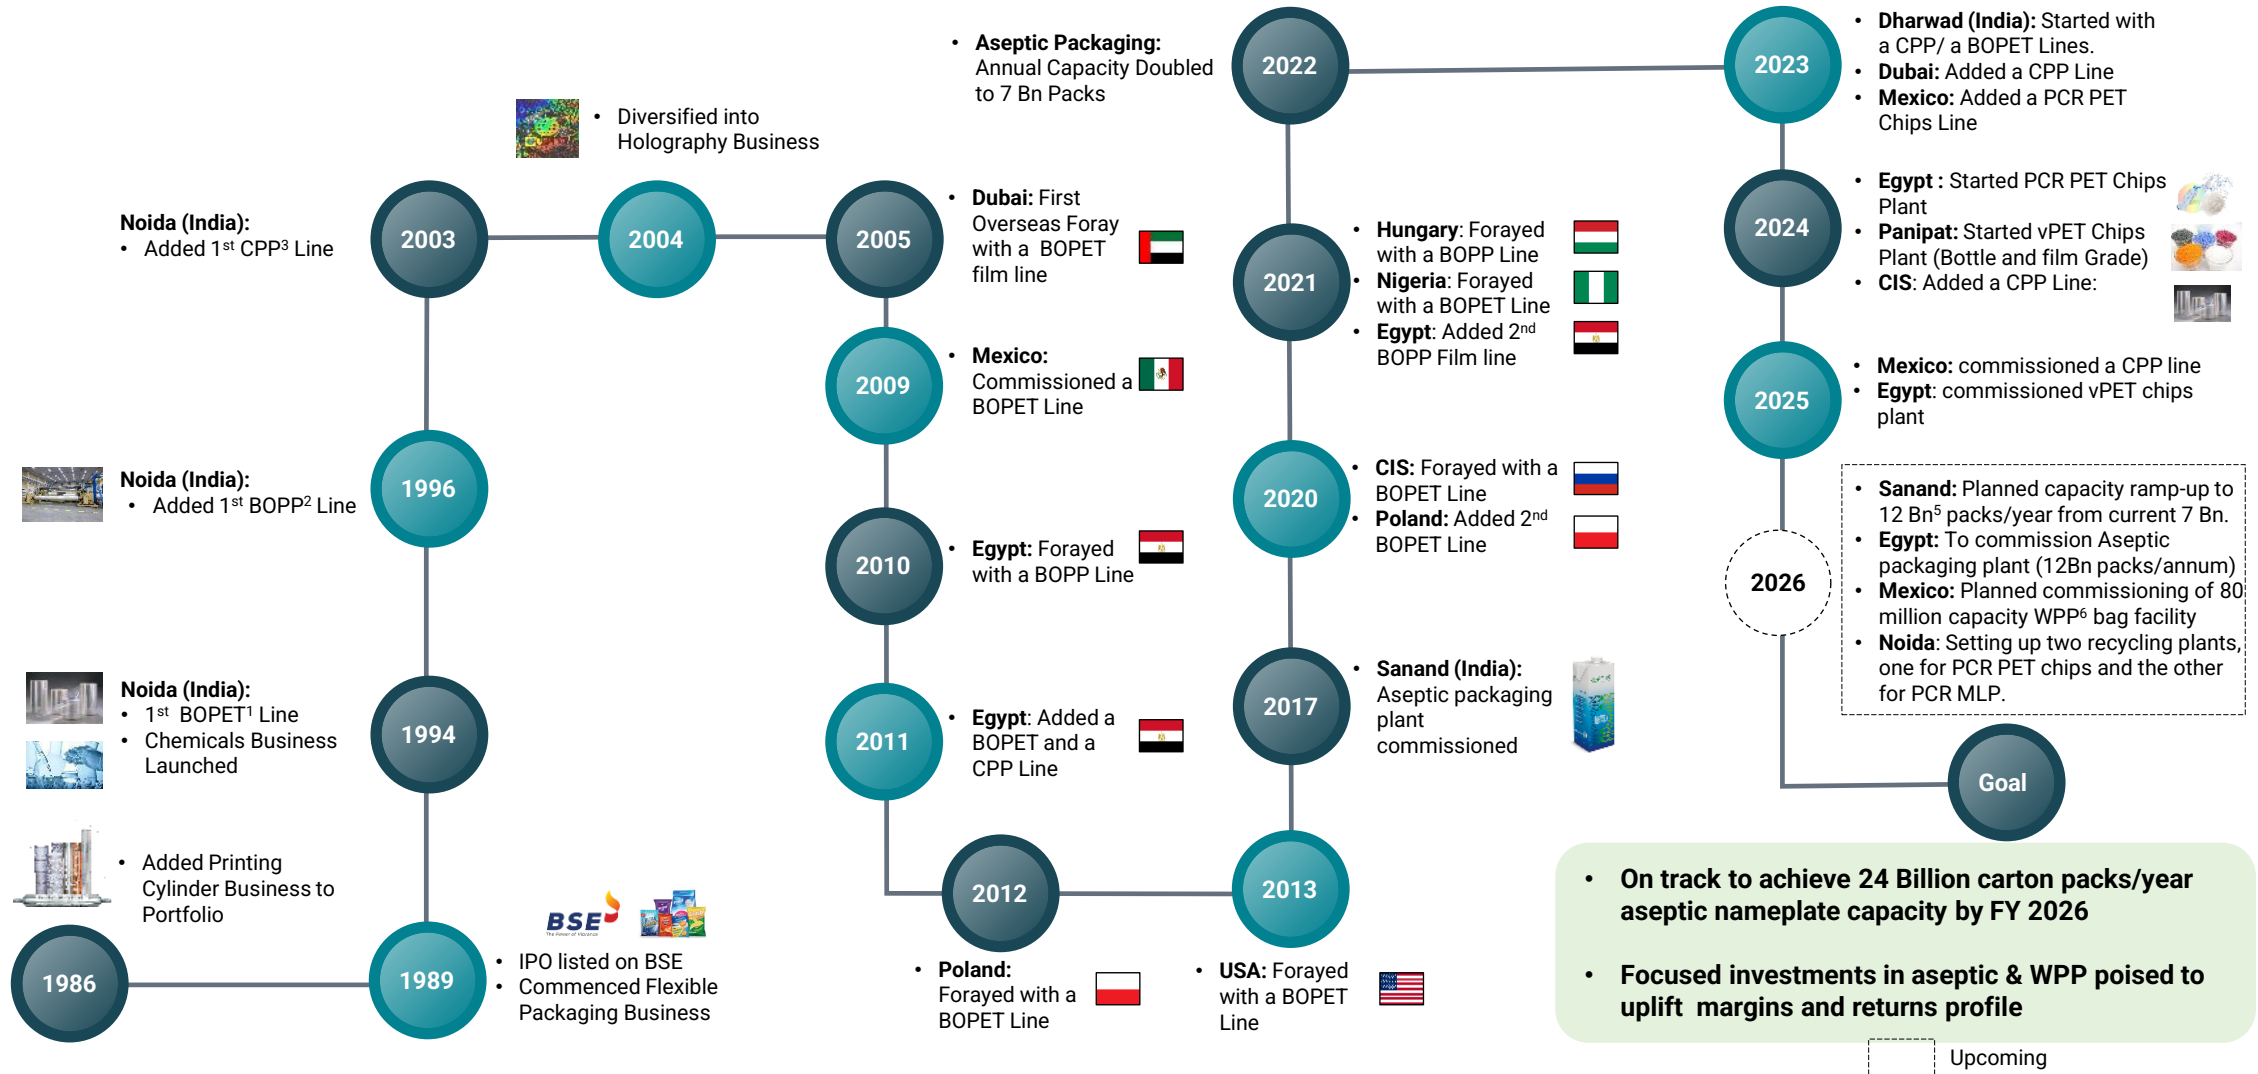 • Added Printing
Cylinder Business to
Portfolio
1986
1989
BSE
The Power of Vibrance
• IPO listed on BSE
• Commenced Flexible
Packaging Business
1994
Noida (India):
• 1st BOPET1 Line
• Chemicals Business
Launched
1996
Noida (India):
• Added 1st BOPP2 Line
2003
Noida (India):
• Added 1st CPP3 Line
2004
• Diversified into
Holography Business
2005
• Dubai: First
Overseas Foray
with a BOPET
film line
2009
• Mexico:
Commissioned a
BOPET Line
2010
• Egypt: Forayed
with a BOPP Line
2011
• Egypt: Added a
BOPET and a
CPP Line
2012
• Poland:
Forayed with a
BOPET Line
2013
• USA: Forayed
with a BOPET
Line
2017
• Sanand (India):
Aseptic packaging
plant
commissioned
2020
• CIS: Forayed with a
BOPET Line
• Poland: Added 2nd
BOPET Line
2021
• Hungary: Forayed
with a BOPP Line
• Nigeria: Forayed
with a BOPET Line
• Egypt: Added 2nd
BOPP Film line
2022
• Aseptic Packaging:
Annual Capacity Doubled
to 7 Bn Packs
2023
• Dharwad (India): Started with
a CPP/ a BOPET Lines.
• Dubai: Added a CPP Line
• Mexico: Added a PCR PET
Chips Line
2024
• Egypt : Started PCR PET Chips
Plant
• Panipat: Started vPET Chips
Plant (Bottle and film Grade)
• CIS: Added a CPP Line:
2025
• Mexico: commissioned a CPP line
• Egypt: commissioned vPET chips
plant
2026
• Sanand: Planned capacity ramp-up to
12 Bn5 packs/year from current 7 Bn.
• Egypt: To commission Aseptic
packaging plant (12Bn packs/annum)
• Mexico: Planned commissioning of 80
million capacity WPP6 bag facility
• Noida: Setting up two recycling plants,
one for PCR PET chips and the other
for PCR MLP.
Goal
• On track to achieve 24 Billion carton packs/year
aseptic nameplate capacity by FY 2026
• Focused investments in aseptic & WPP poised to
uplift margins and returns profile
Upcoming